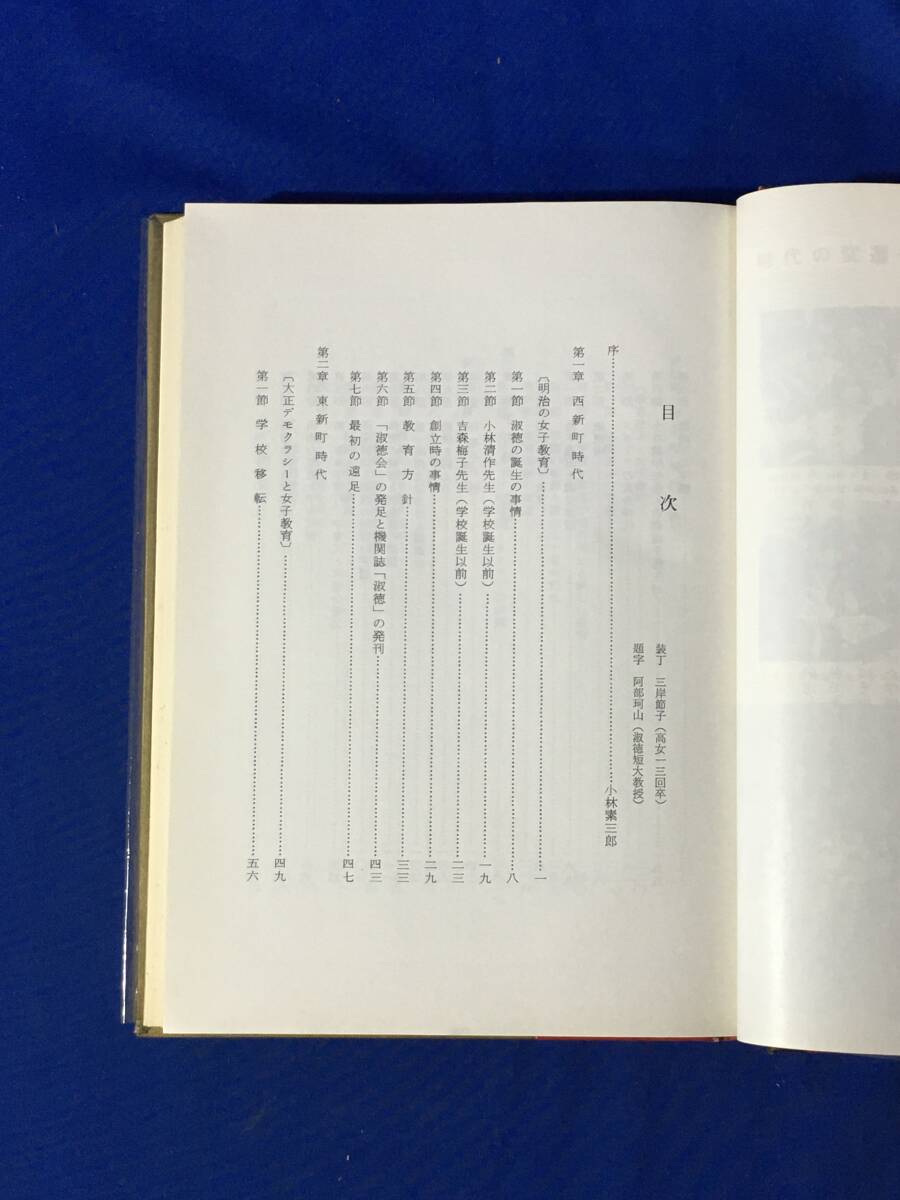 目次
装丁 三岸節子（高女一三回卒）
題字 阿部珂山（淑徳短大教授）
序……………小林素三郎
第一章 西新町時代
〔明治の女子教育〕……………一
第一節 淑徳の誕生の事情……………八
第二節 小林清作先生（学校誕生以前）……………一九
第三節 吉森梅子先生（学校誕生以前）……………二三
第四節 創立時の事情……………二九
第五節 教育方針……………三三
第六節 「淑徳会」の発足と機関誌「淑徳」の発刊……………四三
第七節 最初の遠足……………四七
第二章 東新町時代
〔大正デモクラシーと女子教育〕……………四九
第一節 学校移転……………五六